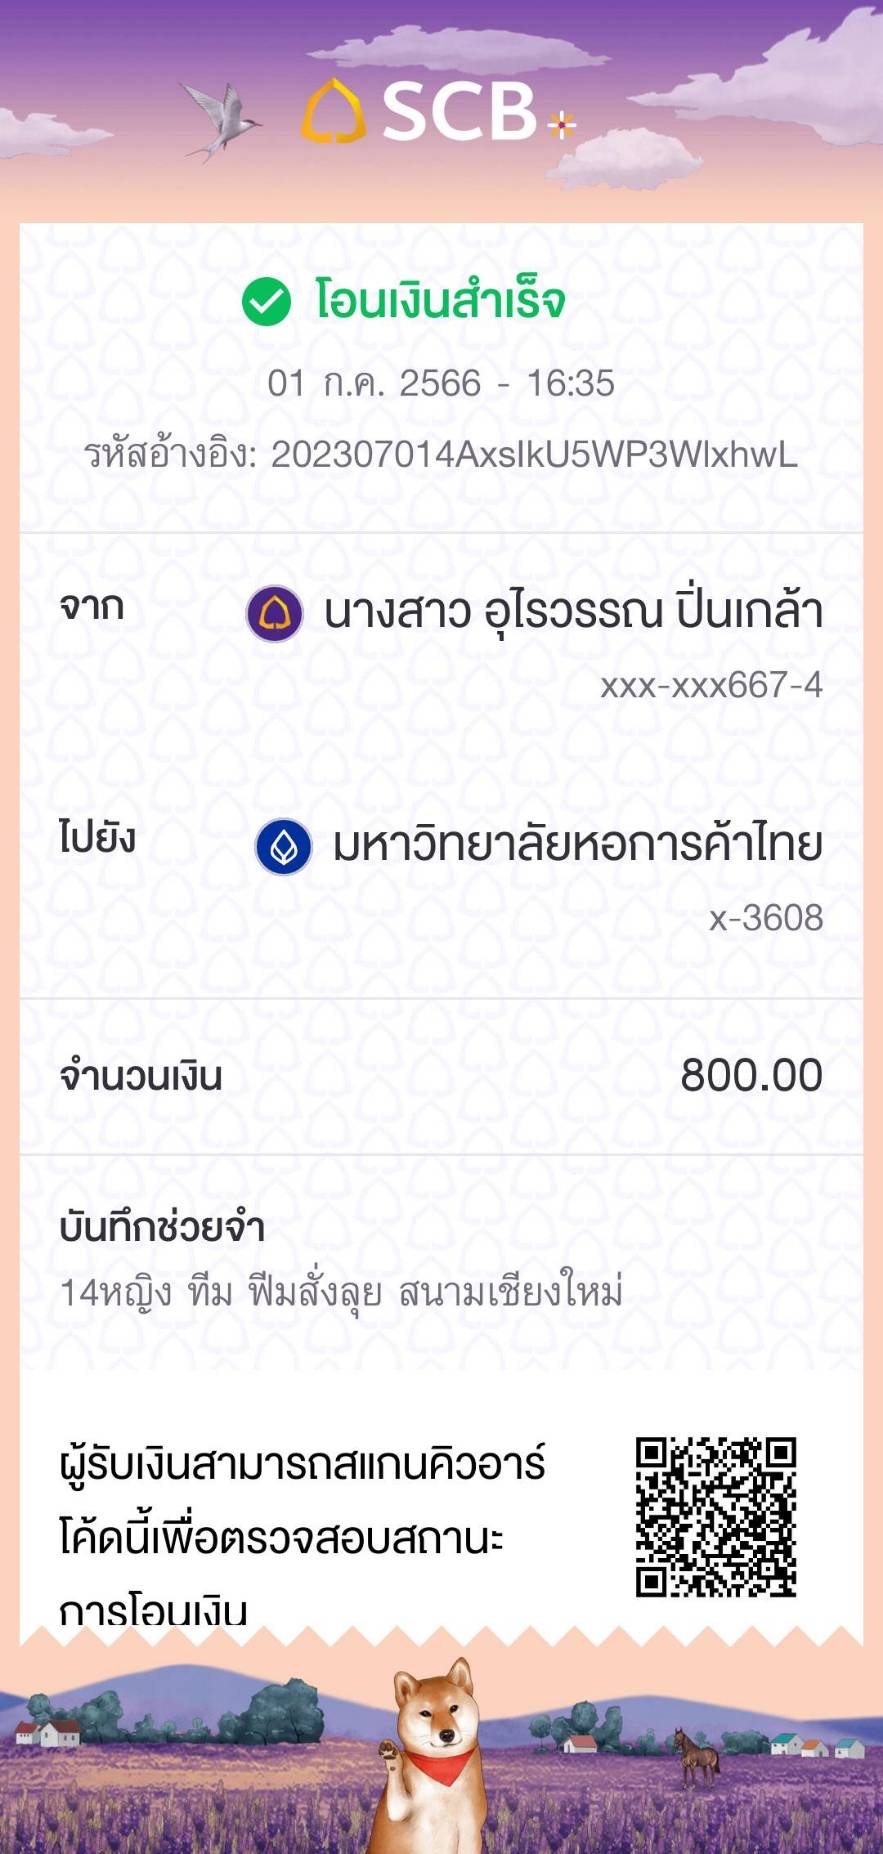 SCB
โอนเงินสำเร็จ
01 ก.ค. 2566 - 16:35
รหัสอ้างอิง: 202307014AxsIkU5WP3WlxhwL
จาก
นางสาว อุไรวรรณ ปิ่นเกล้า
xxx-xxx667-4
ไปยัง
มหาวิทยาลัยหอการค้าไทย
x-3608
จำนวนเงิน
800.00
บันทึกช่วยจำ
14หญิง ทีม ฟีมสั่งลุย สนามเชียงใหม่
ผู้รับเงินสามารถสแกนคิวอาร์
โค้ดนี้เพื่อตรวจสอบสถานะ
การโอนเงิน